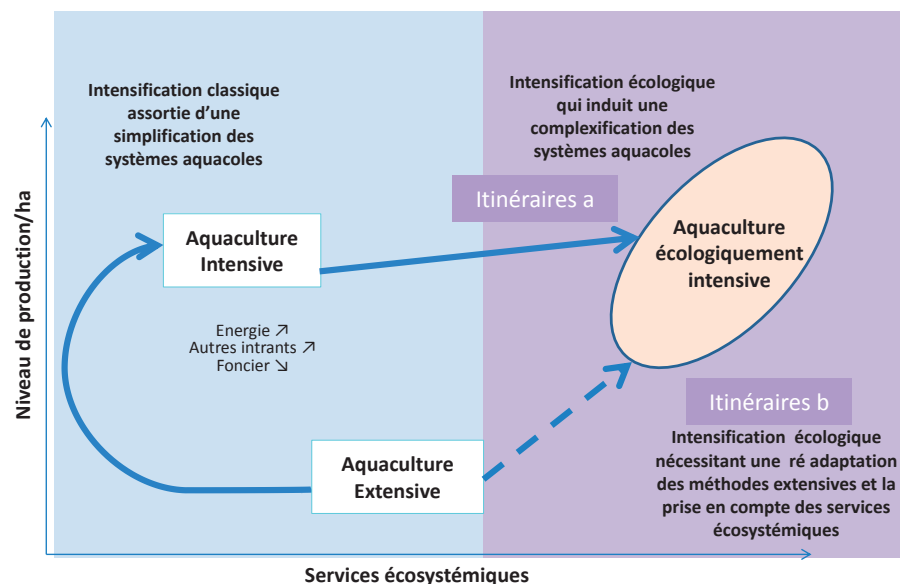 Intensification classique
assortie d'une
simplification des
systèmes aquacoles
Intensification écologique
qui induit une
complexification des
systèmes aquacoles
Niveau de production/ha
Itinéraires a
Aquaculture
Intensive
Aquaculture
écologiquement
intensive
Energie ↗
Autres intrants ↗
Foncier ↘
Itinéraires b
Aquaculture
Extensive
Intensification écologique
nécessitant une ré adaptation
des méthodes extensives et la
prise en compte des services
écosystémiques
Services écosystémiques